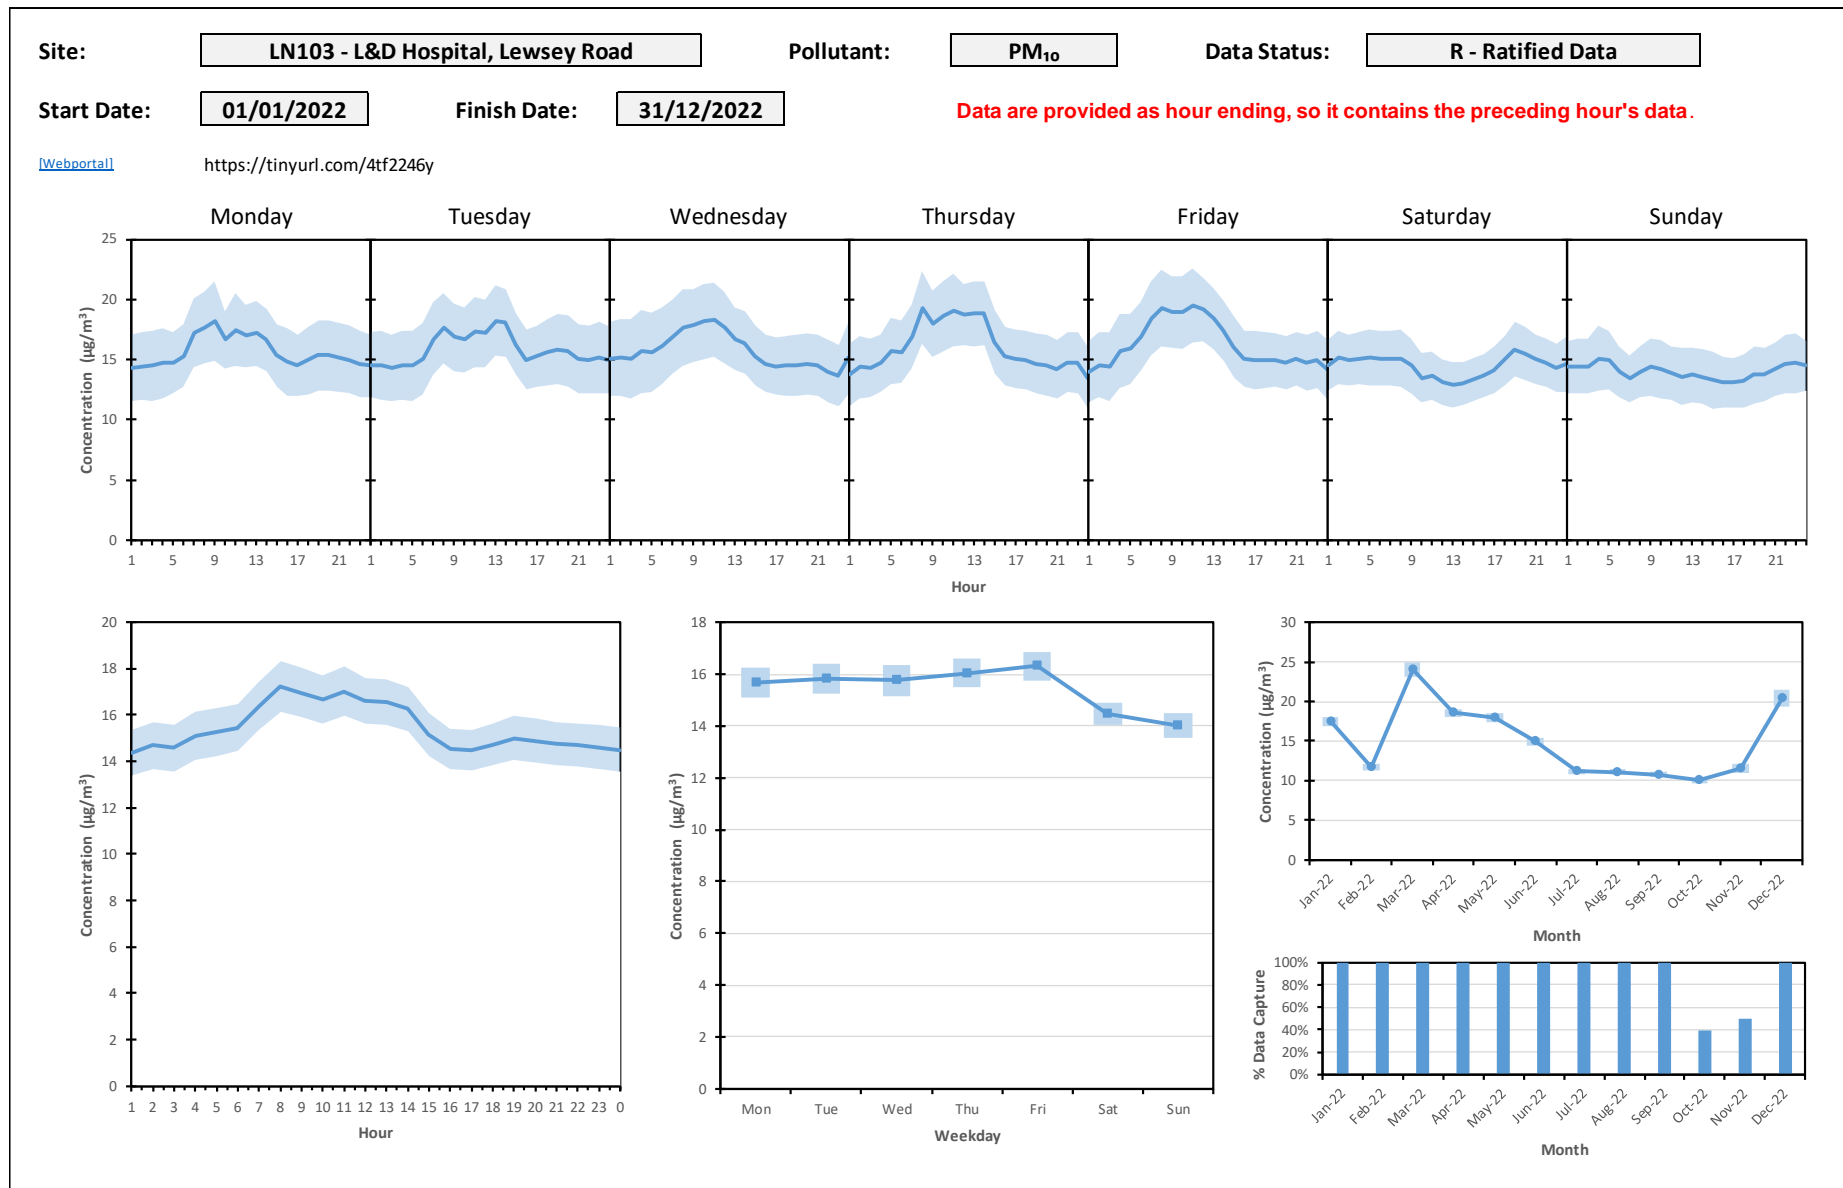 Site: LN103 - L&D Hospital, Lewsey Road Pollutant: PM₁₀ Data Status: R - Ratified Data
Start Date: 01/01/2022 Finish Date: 31/12/2022 Data are provided as hour ending, so it contains the preceding hour's data.
[Webportal] https://tinyurl.com/4tf2246y
Monday Tuesday Wednesday Thursday Friday Saturday Sunday
Concentration (µg/m³)
25
20
15
10
5
0
1 5 9 13 17 21 1 5 9 13 17 21 1 5 9 13 17 21 1 5 9 13 17 21 1 5 9 13 17 21 1 5 9 13 17 21 1 5 9 13 17 21
Hour
Concentration (µg/m³)
20
18
16
14
12
10
8
6
4
2
0
1 2 3 4 5 6 7 8 9 10 11 12 13 14 15 16 17 18 19 20 21 22 23 0
Hour
Concentration (µg/m³)
18
16
14
12
10
8
6
4
2
0
Mon Tue Wed Thu Fri Sat Sun
Weekday
Concentration (µg/m³)
30
25
20
15
10
5
0
Jan-22 Feb-22 Mar-22 Apr-22 May-22 Jun-22 Jul-22 Aug-22 Sep-22 Oct-22 Nov-22 Dec-22
Month
% Data Capture
100%
80%
60%
40%
20%
0%
Jan-22 Feb-22 Mar-22 Apr-22 May-22 Jun-22 Jul-22 Aug-22 Sep-22 Oct-22 Nov-22 Dec-22
Month